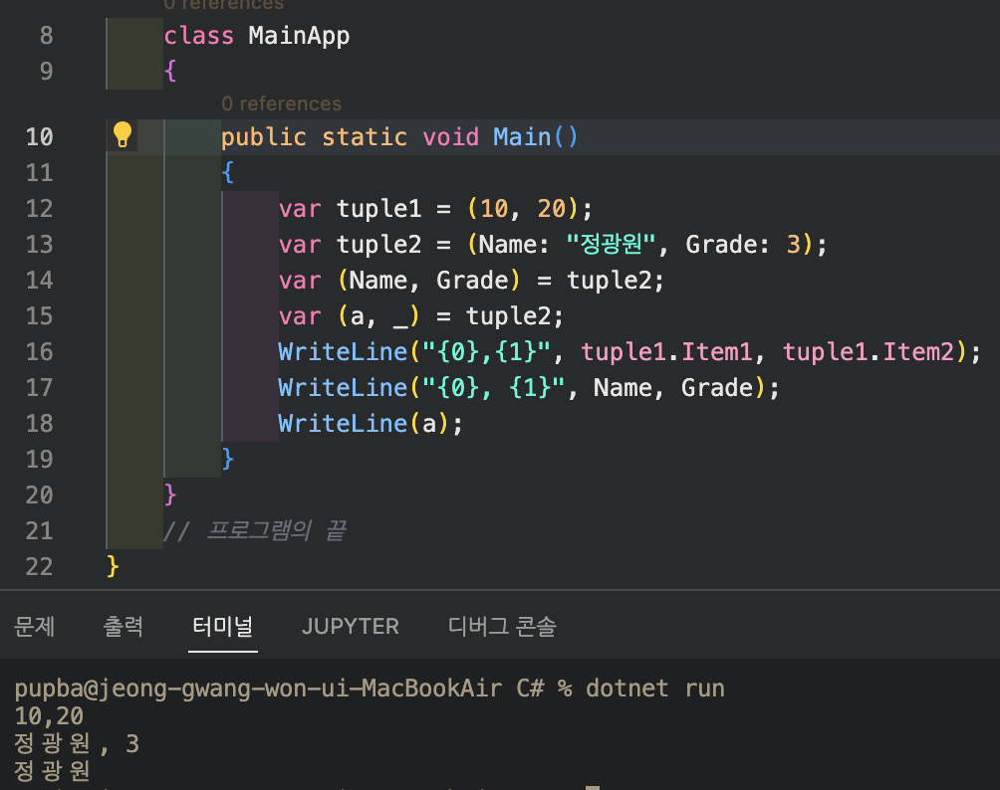 0 references
8 class MainApp
9 {
0 references
10 public static void Main()
11 {
12 var tuple1 = (10, 20);
13 var tuple2 = (Name: "정광원", Grade: 3);
14 var (Name, Grade) = tuple2;
15 var (a, _) = tuple2;
16 WriteLine("{0},{1}", tuple1.Item1, tuple1.Item2);
17 WriteLine("{0}, {1}", Name, Grade);
18 WriteLine(a);
19 }
20 }
21 // 프로그램의 끝
22 }
문제 출력 터미널 JUPYTER 디버그 콘솔
pupba@jeong-gwang-won-ui-MacBookAir C# % dotnet run
10,20
정광원, 3
정광원